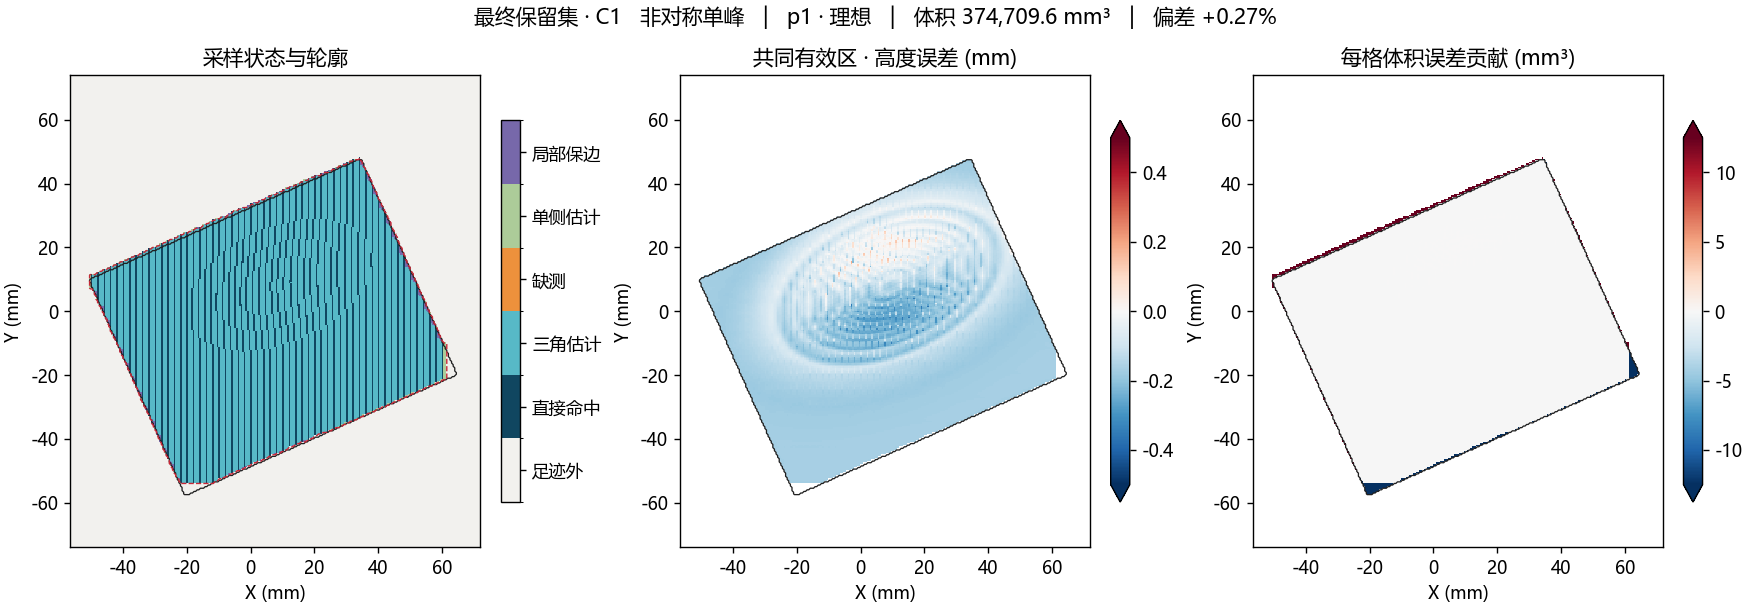 最终保留集 · C1 非对称单峰 | p1 · 理想 | 体积 374,709.6 mm³ | 偏差 +0.27%
采样状态与轮廓
60
40
20
0
-20
-40
-60
Y (mm)
-40 -20 0 20 40 60
X (mm)
局部保边
单侧估计
缺测
三角估计
直接命中
足迹外
共同有效区 · 高度误差 (mm)
60
40
20
0
-20
-40
-60
Y (mm)
-40 -20 0 20 40 60
X (mm)
0.4
0.2
0.0
-0.2
-0.4
每格体积误差贡献 (mm³)
60
40
20
0
-20
-40
-60
Y (mm)
-40 -20 0 20 40 60
X (mm)
10
5
0
-5
-10